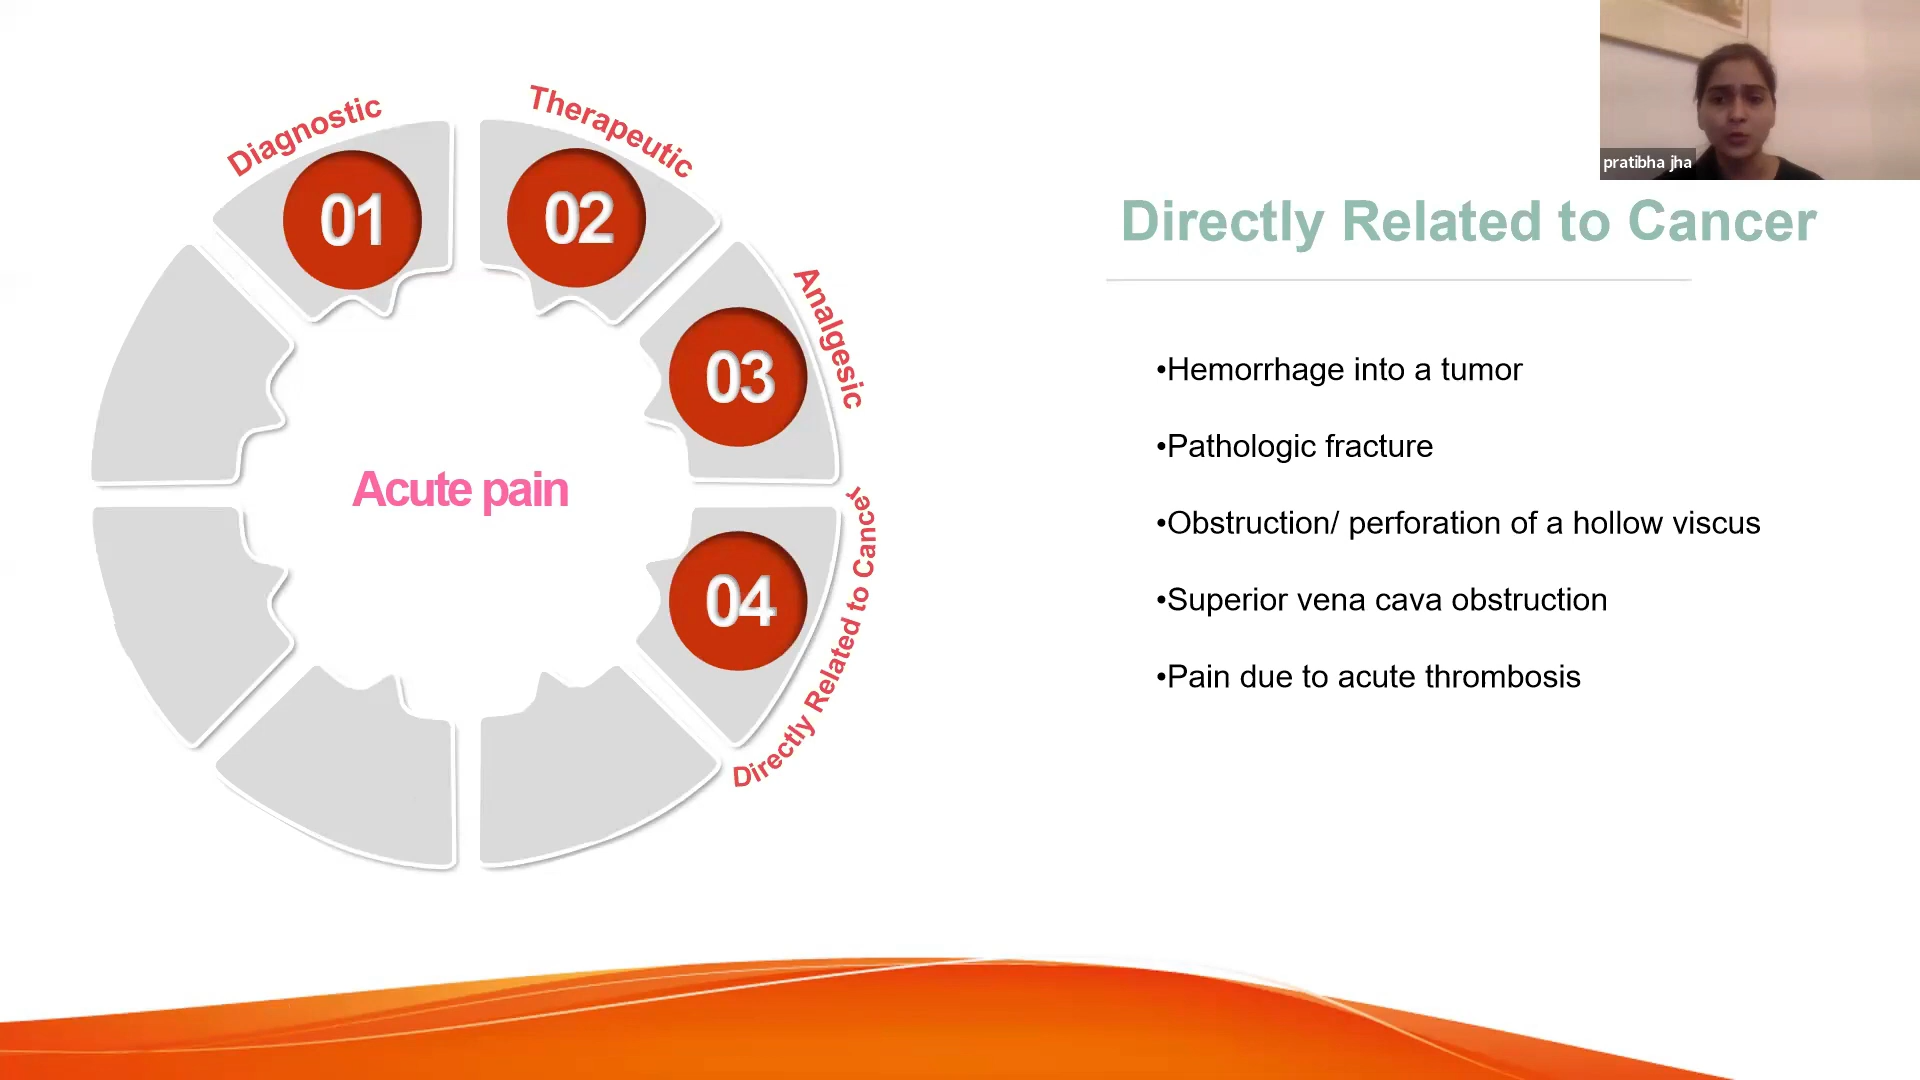 pratibha jha
Diagnostic
Therapeutic
Analgesic
Directly Related to Cancer
01
02
03
04
Acute pain
Directly Related to Cancer
•Hemorrhage into a tumor
•Pathologic fracture
•Obstruction/ perforation of a hollow viscus
•Superior vena cava obstruction
•Pain due to acute thrombosis